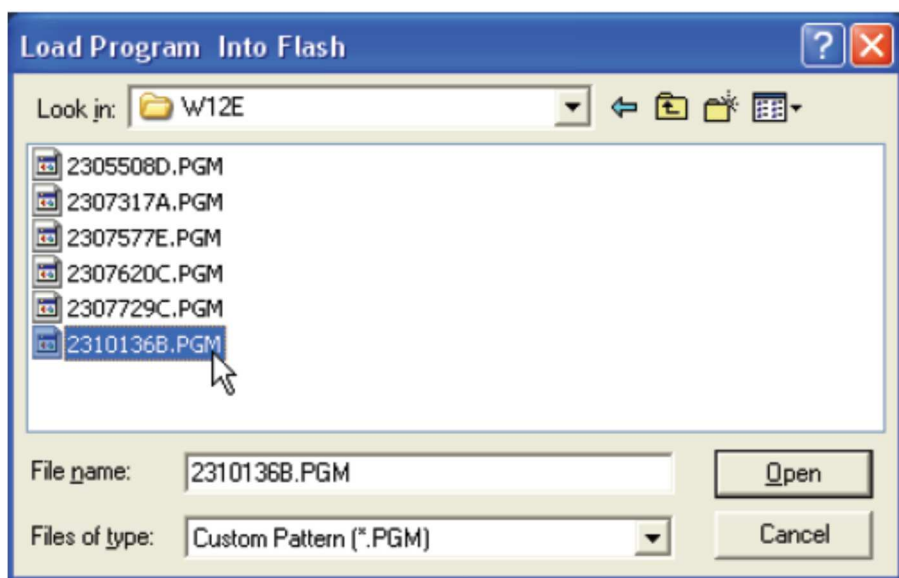 Load Program Into Flash
Look in: W12E
2305508D.PGM
2307317A.PGM
2307577E.PGM
2307620C.PGM
2307729C.PGM
2310136B.PGM
File name: 2310136B.PGM Open
Files of type: Custom Pattern (*.PGM) Cancel